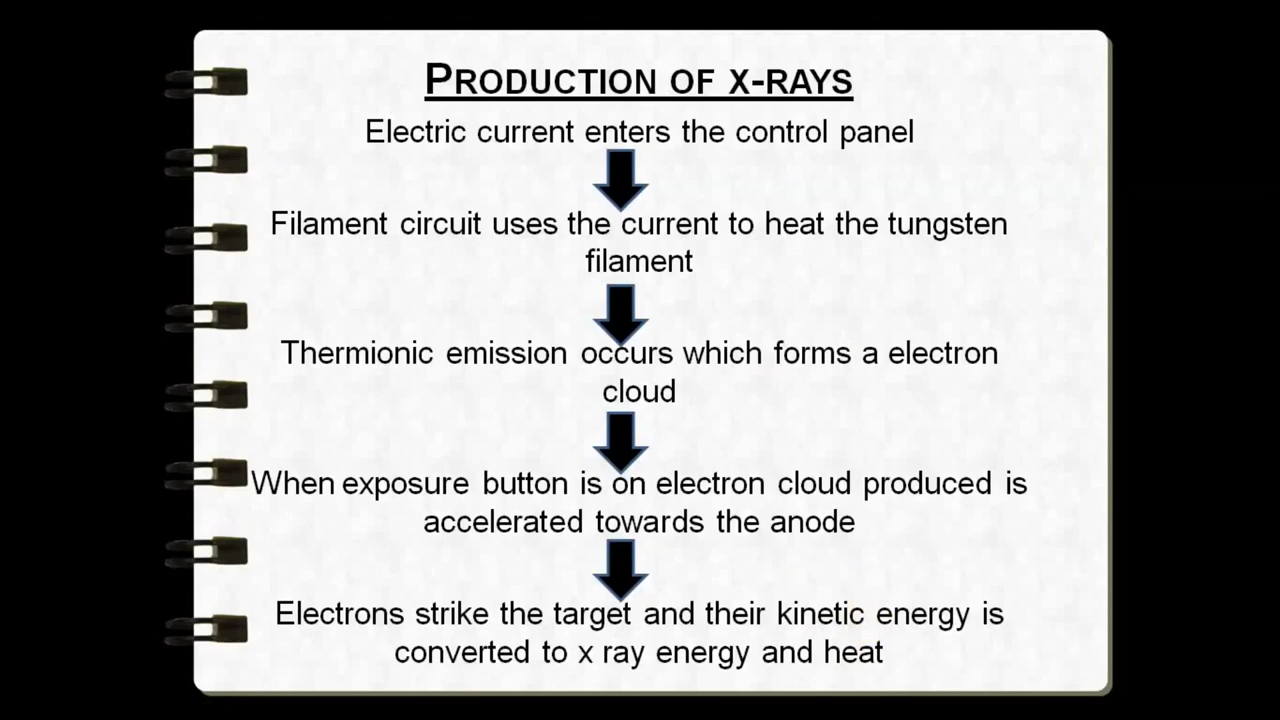 PRODUCTION OF X-RAYS
Electric current enters the control panel
Filament circuit uses the current to heat the tungsten
filament
Thermionic emission occurs which forms a electron
cloud
When exposure button is on electron cloud produced is
accelerated towards the anode
Electrons strike the target and their kinetic energy is
converted to x ray energy and heat